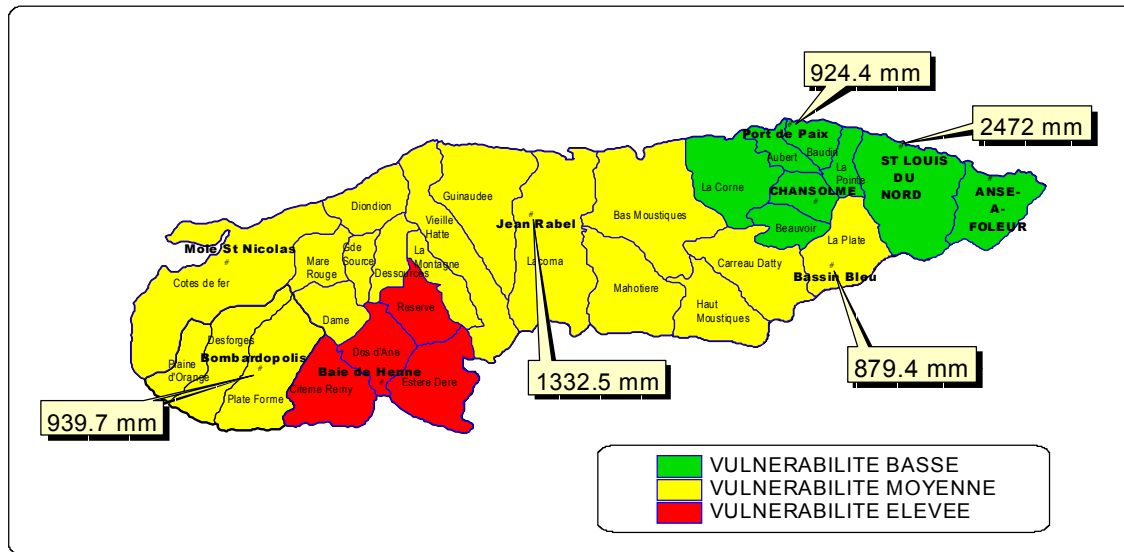 924.4 mm
2472 mm
Port de Paix
Baudin
Aubert
La
Pointe
ST LOUIS
DU
NORD
La Corne
CHANSOLME
ANSE-
A-
FOLEUR
Guinaudee
Diondion
Vieille
Hatte
Jean Rabel
Bas Moustiques
Beauvoir
La Plate
Mole St Nicolas
Gde
Source
La
Montagne
Mare
Rouge
Dessources
Lacoma
Carreau Datty
Bassin Bleu
Cotes de fer
Mahotiere
Haut
Moustiques
Reserve
Dame
Desforges
Bombardopolis
Dos d'Ane
Plaine
d'Orange
Baie de Henne
Citerne Remy
Estere Dere
Plate Forme
1332.5 mm
879.4 mm
939.7 mm
VULNERABILITE BASSE
VULNERABILITE MOYENNE
VULNERABILITE ELEVEE